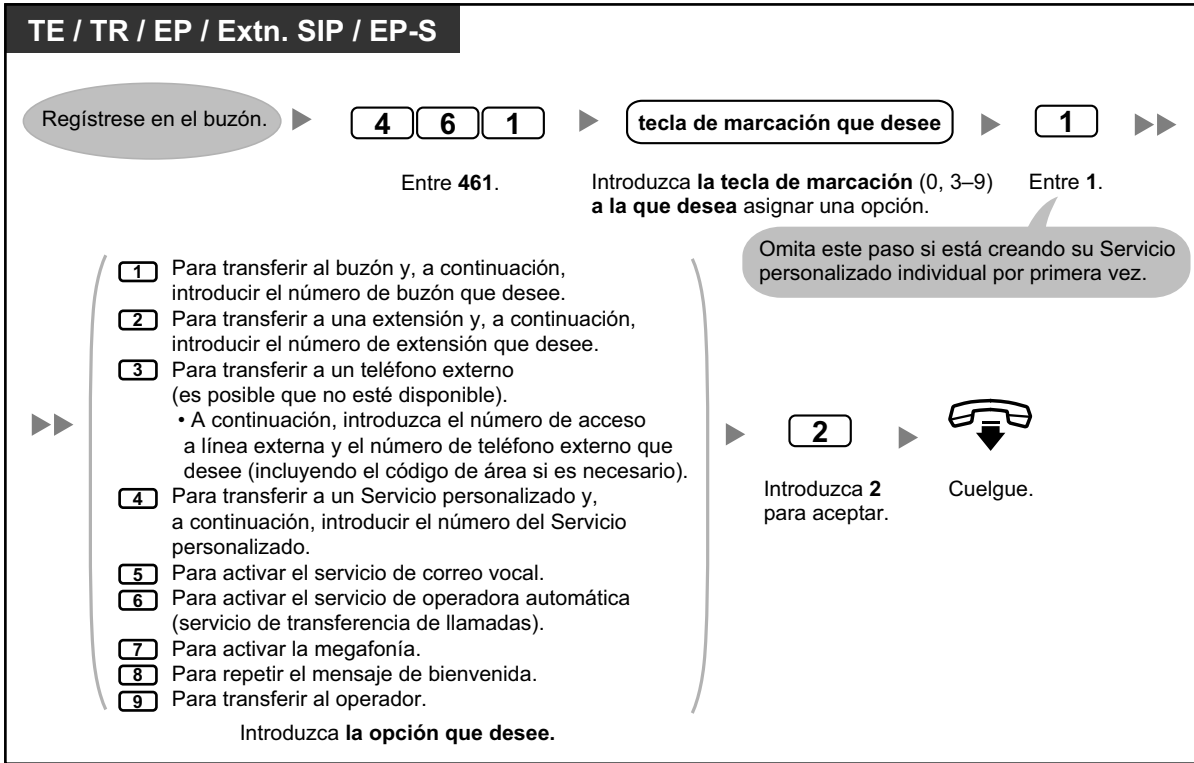 TE / TR / EP / Extn. SIP / EP-S
Regístrese en el buzón.
4 6 1
tecla de marcación que desee
1
Entre 461.
Introduzca la tecla de marcación (0, 3–9)
a la que desea asignar una opción.
Entre 1.
Omita este paso si está creando su Servicio
personalizado individual por primera vez.
1 Para transferir al buzón y, a continuación,
introducir el número de buzón que desee.
2 Para transferir a una extensión y, a continuación,
introducir el número de extensión que desee.
3 Para transferir a un teléfono externo
(es posible que no esté disponible).
• A continuación, introduzca el número de acceso
a línea externa y el número de teléfono externo que
desee (incluyendo el código de área si es necesario).
4 Para transferir a un Servicio personalizado y,
a continuación, introducir el número del Servicio
personalizado.
5 Para activar el servicio de correo vocal.
6 Para activar el servicio de operadora automática
(servicio de transferencia de llamadas).
7 Para activar la megafonía.
8 Para repetir el mensaje de bienvenida.
9 Para transferir al operador.
Introduzca la opción que desee.
2
Introduzca 2
para aceptar.
Cuelgue.